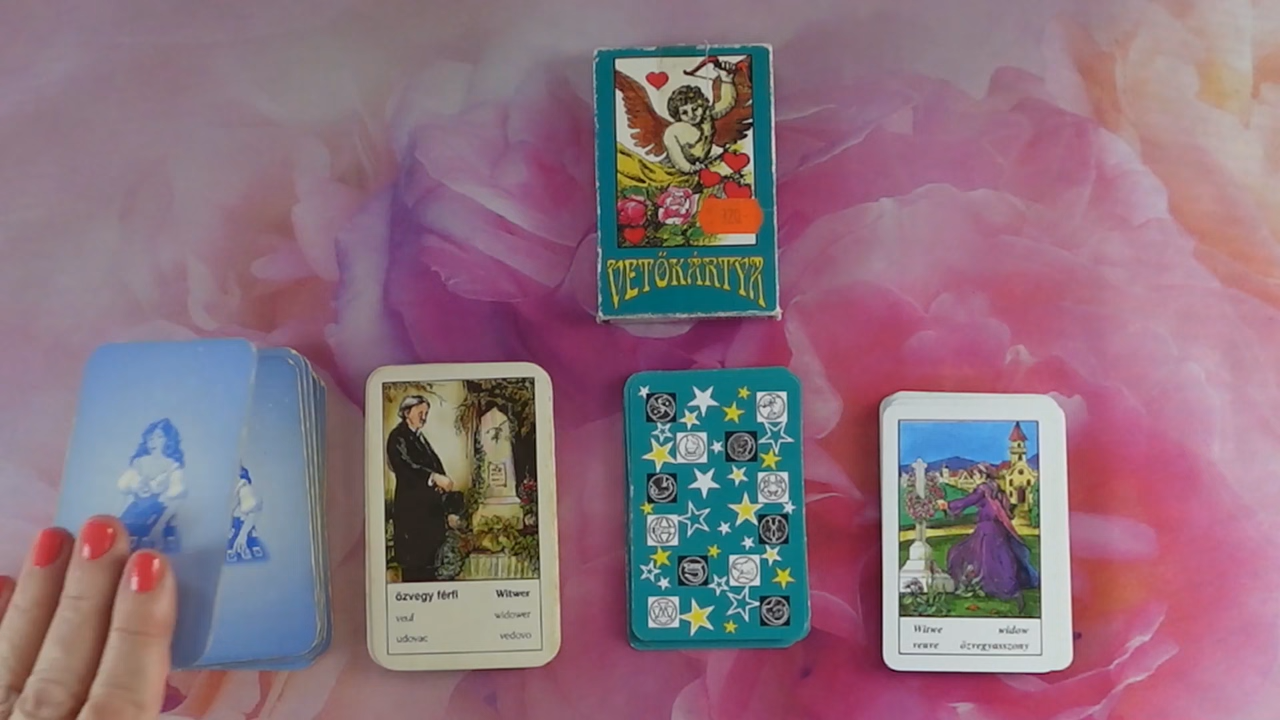 VETŐKÁRTYA
özvegy férfi Witwer
veuf widower
udovac vedovo
Witwe widow
veuve özvegyasszony